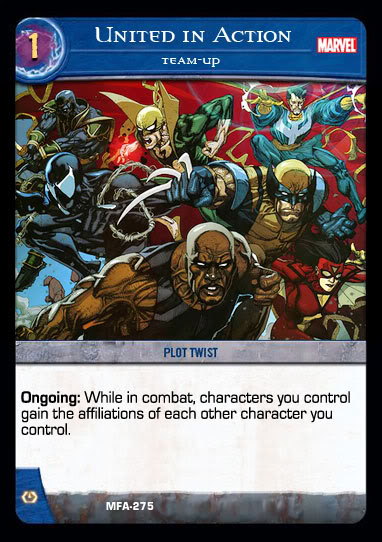 1
UNITED IN ACTION
MARVEL
TEAM-UP
PLOT TWIST
Ongoing: While in combat, characters you control
gain the affiliations of each other character you
control.
MFA-275